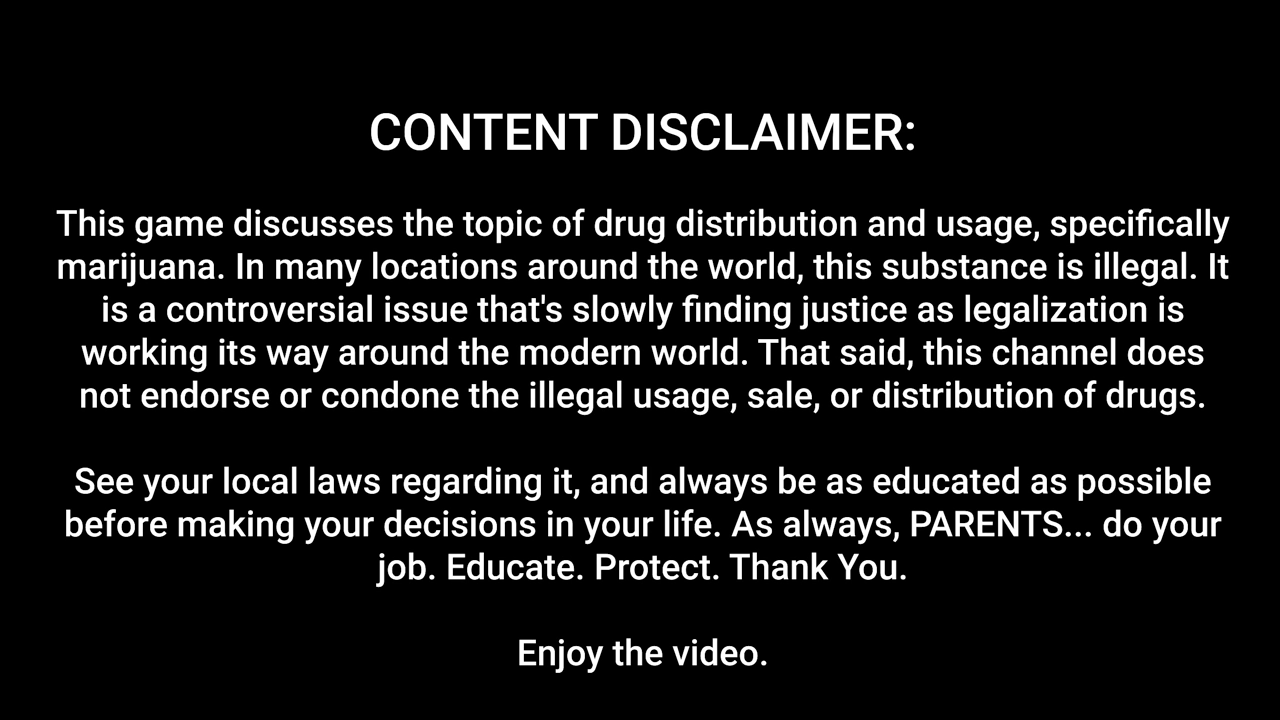 CONTENT DISCLAIMER:
This game discusses the topic of drug distribution and usage, specifically
marijuana. In many locations around the world, this substance is illegal. It
is a controversial issue that's slowly finding justice as legalization is
working its way around the modern world. That said, this channel does
not endorse or condone the illegal usage, sale, or distribution of drugs.
See your local laws regarding it, and always be as educated as possible
before making your decisions in your life. As always, PARENTS... do your
job. Educate. Protect. Thank You.
Enjoy the video.